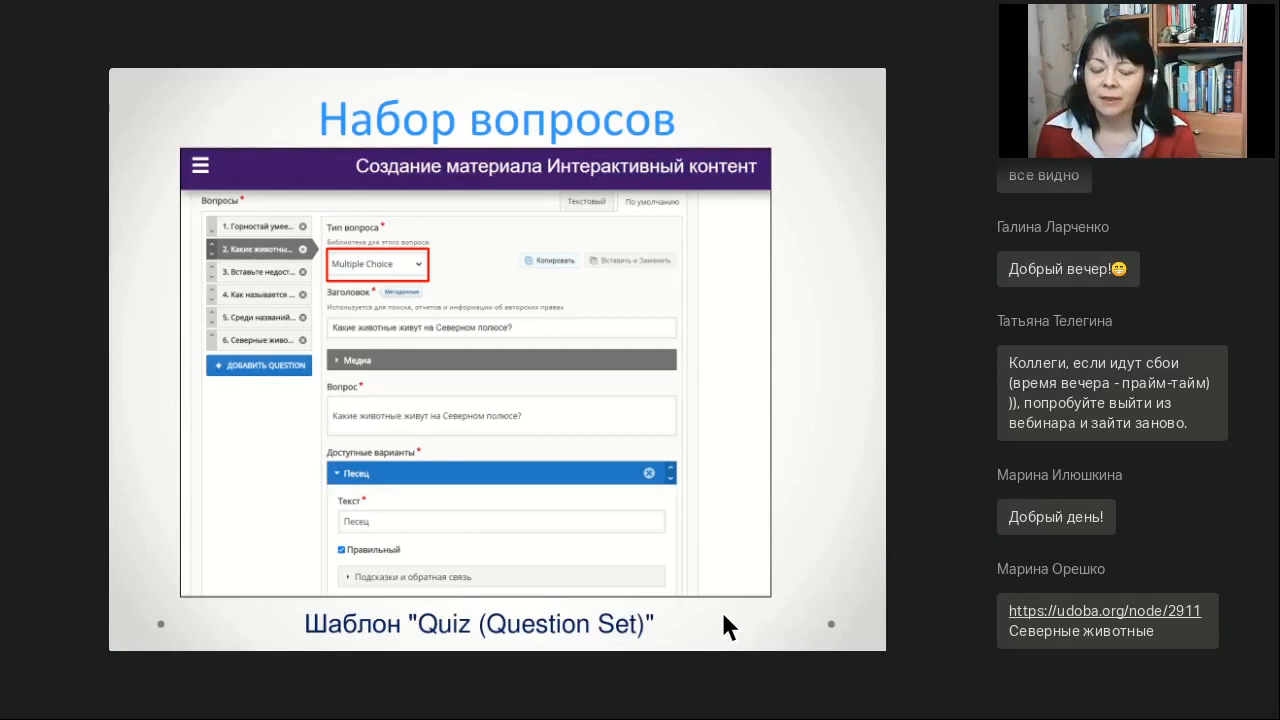 Набор вопросов
Создание материала Интерактивный контент
Вопросы *
Текстовый
По умолчанию
1. Горностай умее...
2. Какие животны...
3. Вставьте недост...
4. Как называется ...
5. Среди названий...
6. Северные живо...
+ ДОБАВИТЬ QUESTION
Тип вопроса *
Библиотека для этого вопроса.
Multiple Choice
Копировать
Вставить и Заменить
Заголовок *
Метаданные
Используется для поиска, отчетов и информации об авторских правах
Какие животные живут на Северном полюсе?
Медиа
Вопрос *
Какие животные живут на Северном полюсе?
Доступные варианты *
Песец
Текст *
Песец
Правильный
Подсказки и обратная связь
Шаблон "Quiz (Question Set)"
все видно
Галина Ларченко
Добрый вечер!😁
Татьяна Телегина
Коллеги, если идут сбои
(время вечера - прайм-тайм)
)), попробуйте выйти из
вебинара и зайти заново.
Марина Илюшкина
Добрый день!
Марина Орешко
https://udoba.org/node/2911
Северные животные